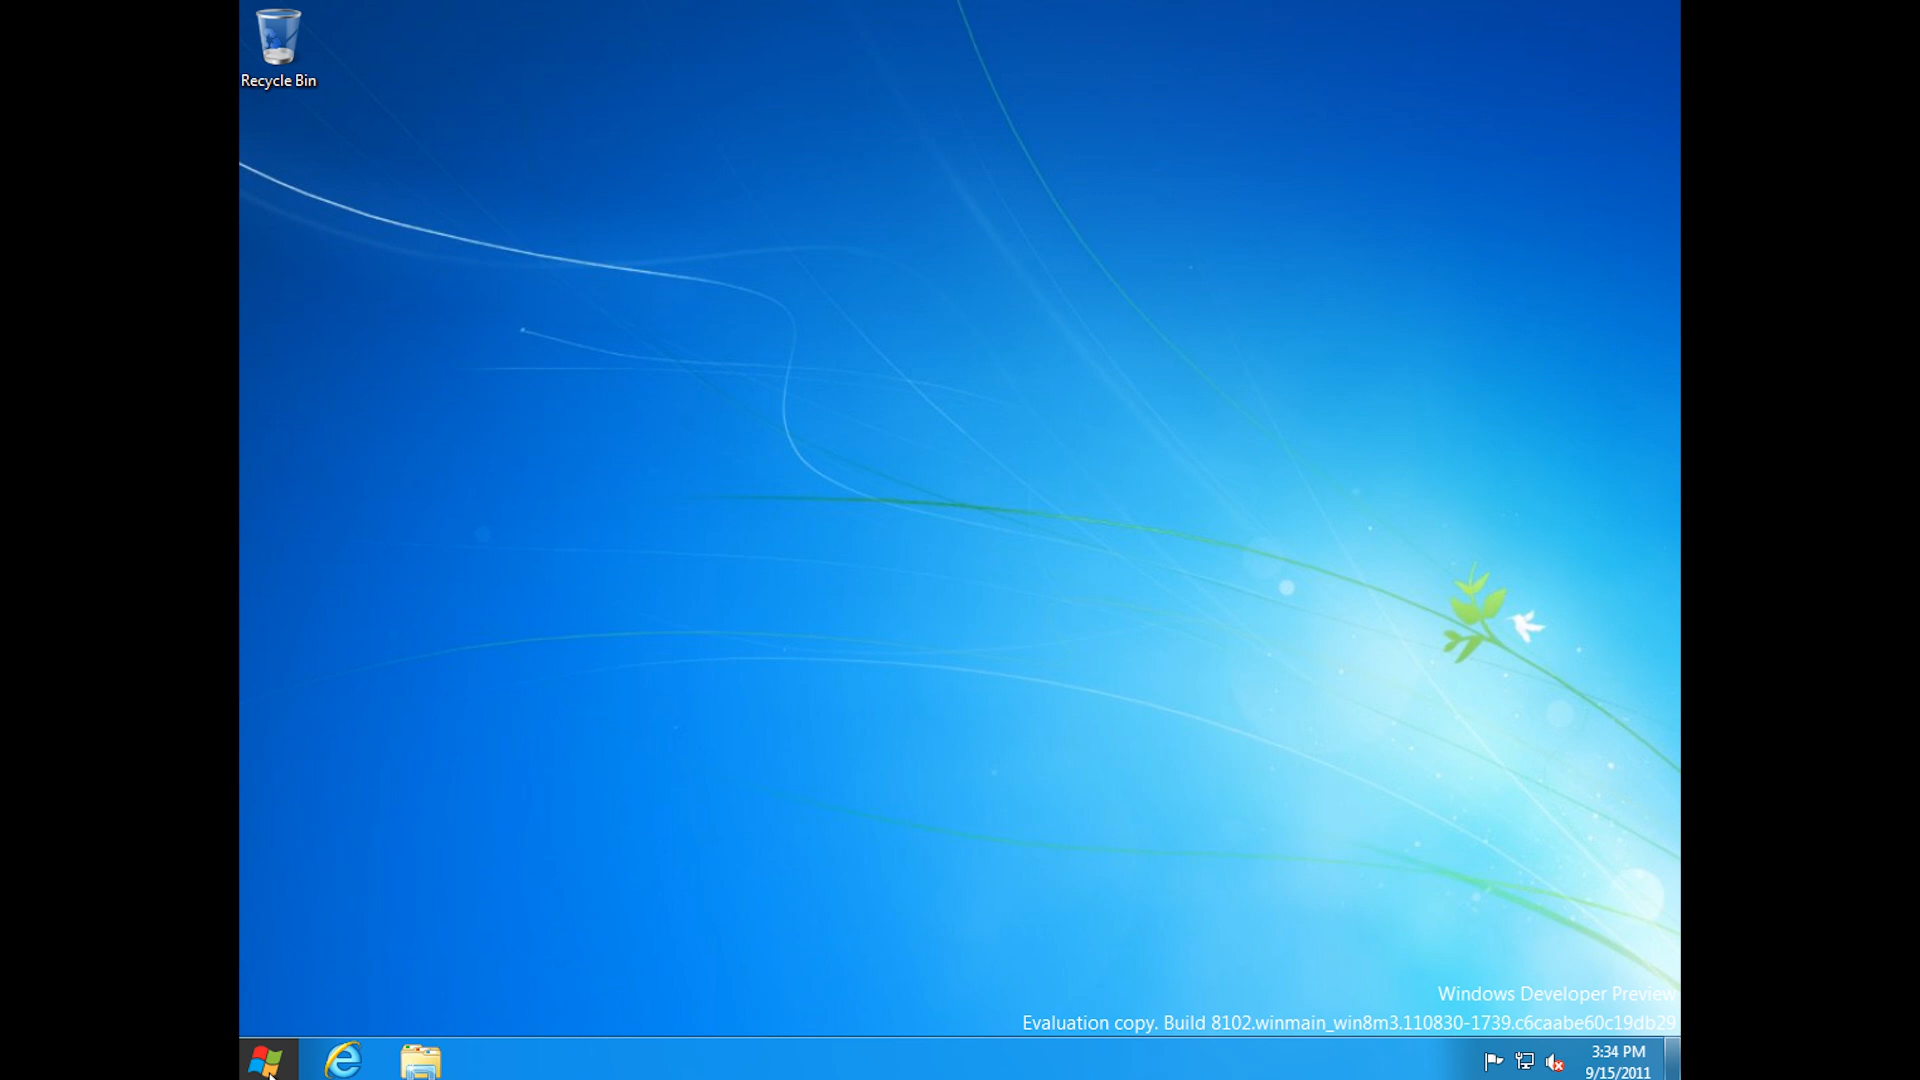 Recycle Bin
Windows Developer Preview
Evaluation copy. Build 8102.winmain_win8m3.110830-1739.c6caabe60c19db29
3:34 PM
9/15/2011